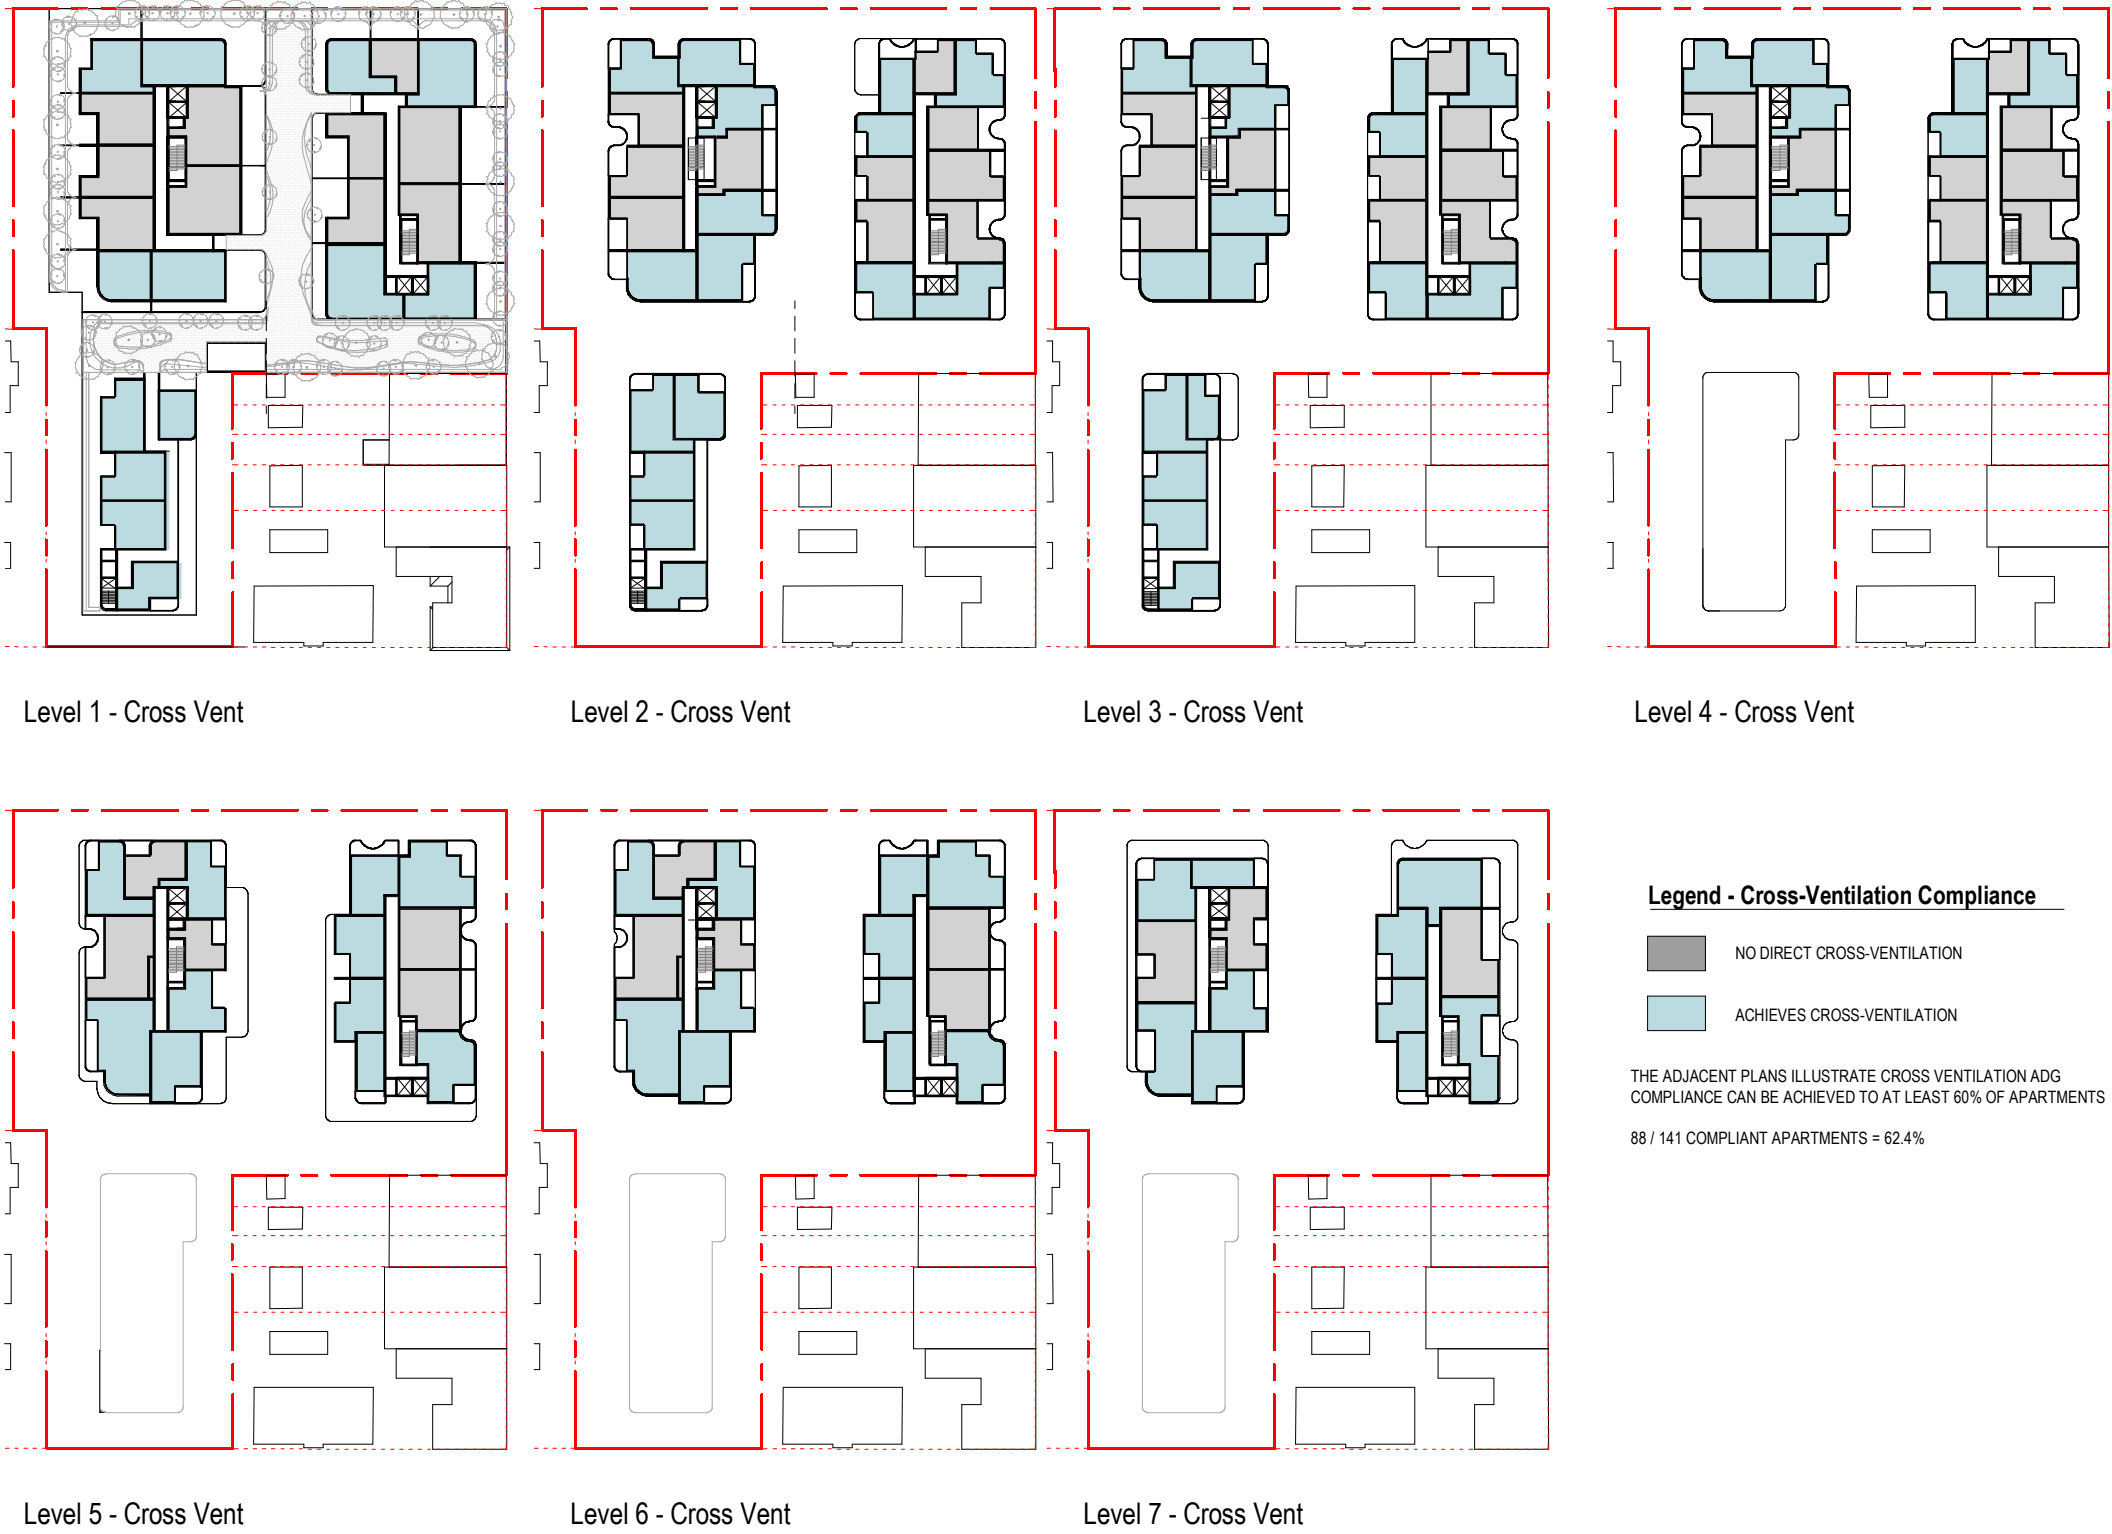 Level 1 - Cross Vent
Level 2 - Cross Vent
Level 3 - Cross Vent
Level 4 - Cross Vent
Legend - Cross-Ventilation Compliance
NO DIRECT CROSS-VENTILATION
ACHIEVES CROSS-VENTILATION
THE ADJACENT PLANS ILLUSTRATE CROSS VENTILATION ADG
COMPLIANCE CAN BE ACHIEVED TO AT LEAST 60% OF APARTMENTS
88 / 141 COMPLIANT APARTMENTS = 62.4%
Level 5 - Cross Vent
Level 6 - Cross Vent
Level 7 - Cross Vent